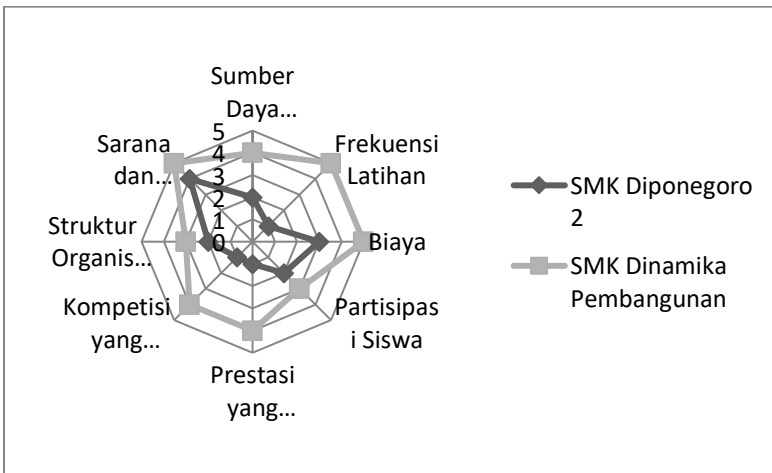 Sumber
Daya...
Frekuensi
Latihan
Biaya
Partisipas
i Siswa
Prestasi
yang...
Kompetisi
yang...
Struktur
Organis...
Sarana
dan...
5
4
3
2
1
0
SMK Diponegoro
2
SMK Dinamika
Pembangunan